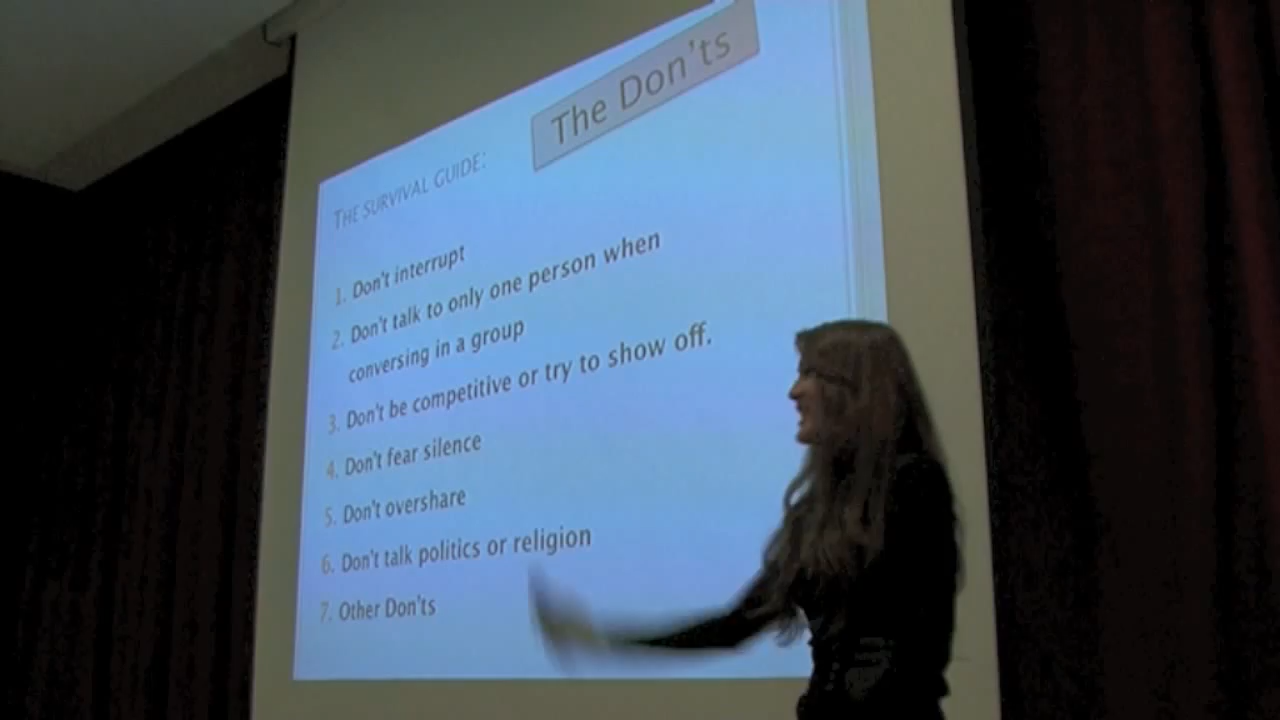 The Don'ts
THE SURVIVAL GUIDE:
1. Don't interrupt
2. Don't talk to only one person when
conversing in a group
3. Don't be competitive or try to show off.
4. Don't fear silence
5. Don't overshare
6. Don't talk politics or religion
7. Other Don'ts